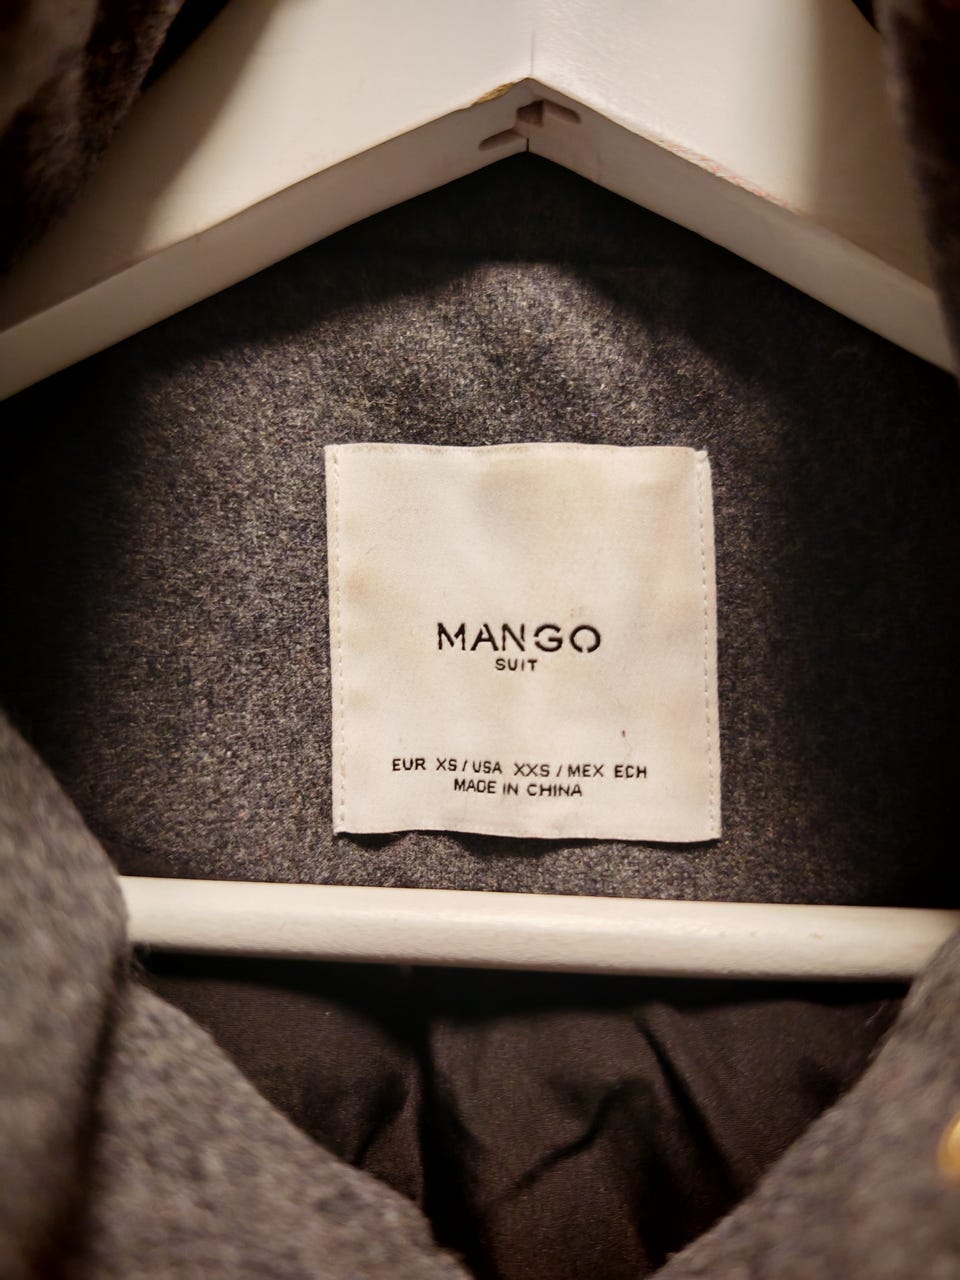 MANGO
SUIT
EUR XS / USA XXS / MEX ECH
MADE IN CHINA